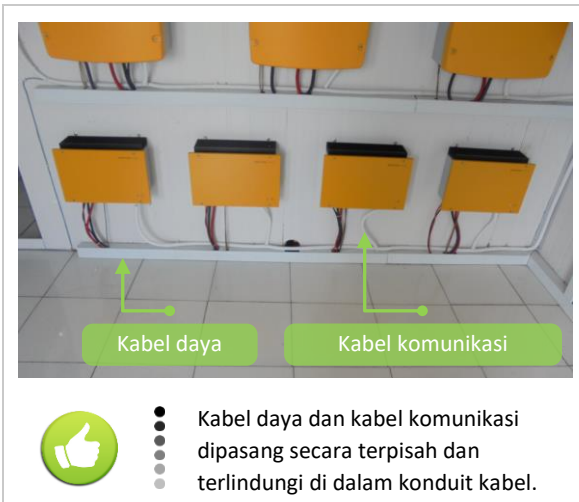 Kabel daya
Kabel komunikasi
Kabel daya dan kabel komunikasi
dipasang secara terpisah dan
terlindungi di dalam konduit kabel.